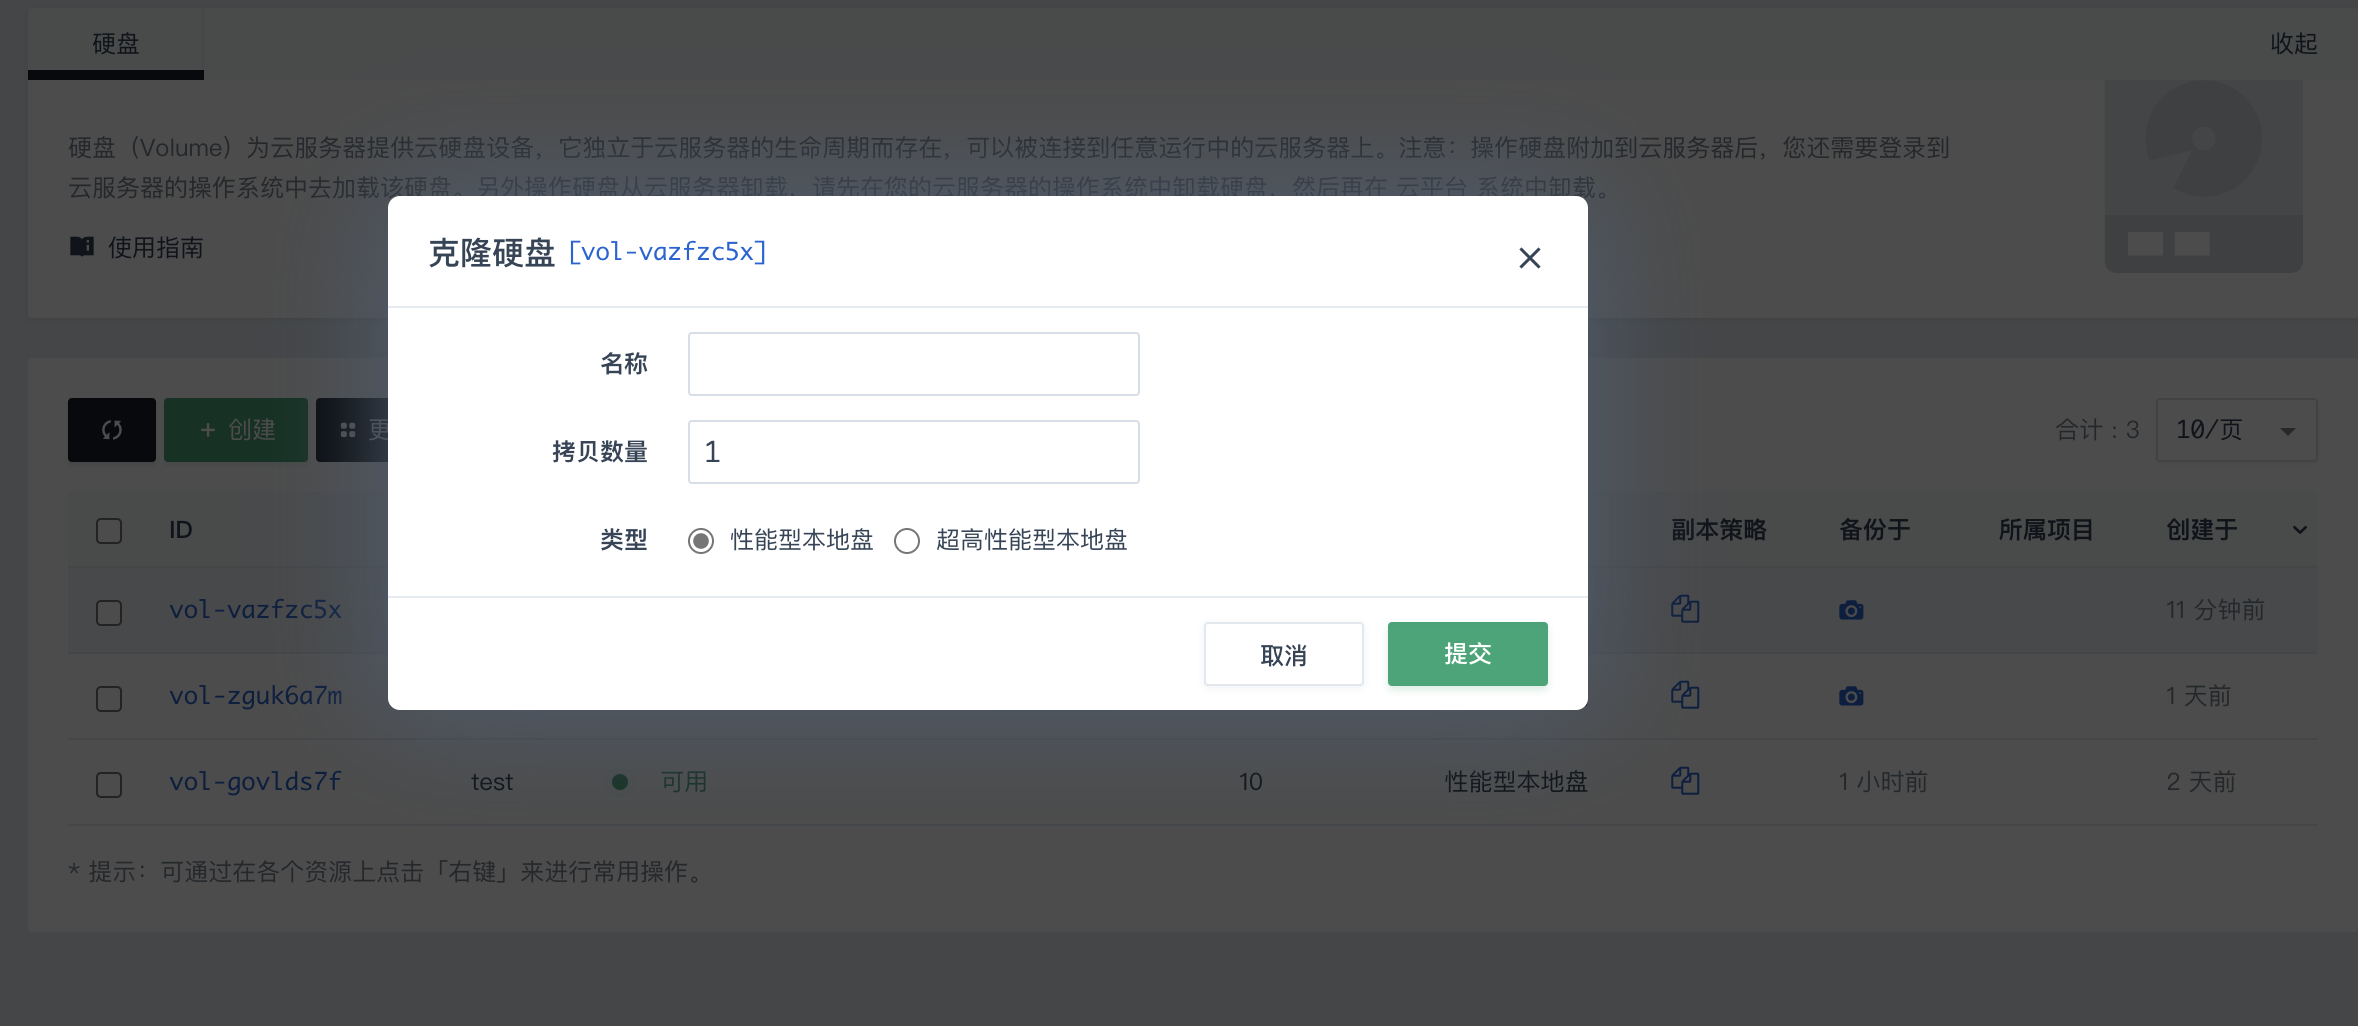 硬盘
收起
硬盘（Volume）为云服务器提供云硬盘设备，它独立于云服务器的生命周期而存在，可以被连接到任意运行中的云服务器上。注意：操作硬盘附加到云服务器后，您还需要登录到
云服务器的操作系统中去加载该硬盘。另外操作硬盘从云服务器卸载，请先在您的云服务器的操作系统中卸载硬盘，然后再在 云平台 系统中卸载。
使用指南
克隆硬盘 [vol-vazfzc5x]
名称
拷贝数量 1
类型 性能型本地盘 超高性能型本地盘
取消 提交
+ 创建 更
合计：3 10/页
ID 副本策略 备份于 所属项目 创建于
vol-vazfzc5x 11 分钟前
vol-zguk6a7m 1 天前
vol-govlds7f test 可用 10 性能型本地盘 1 小时前 2 天前
* 提示：可通过在各个资源上点击「右键」来进行常用操作。